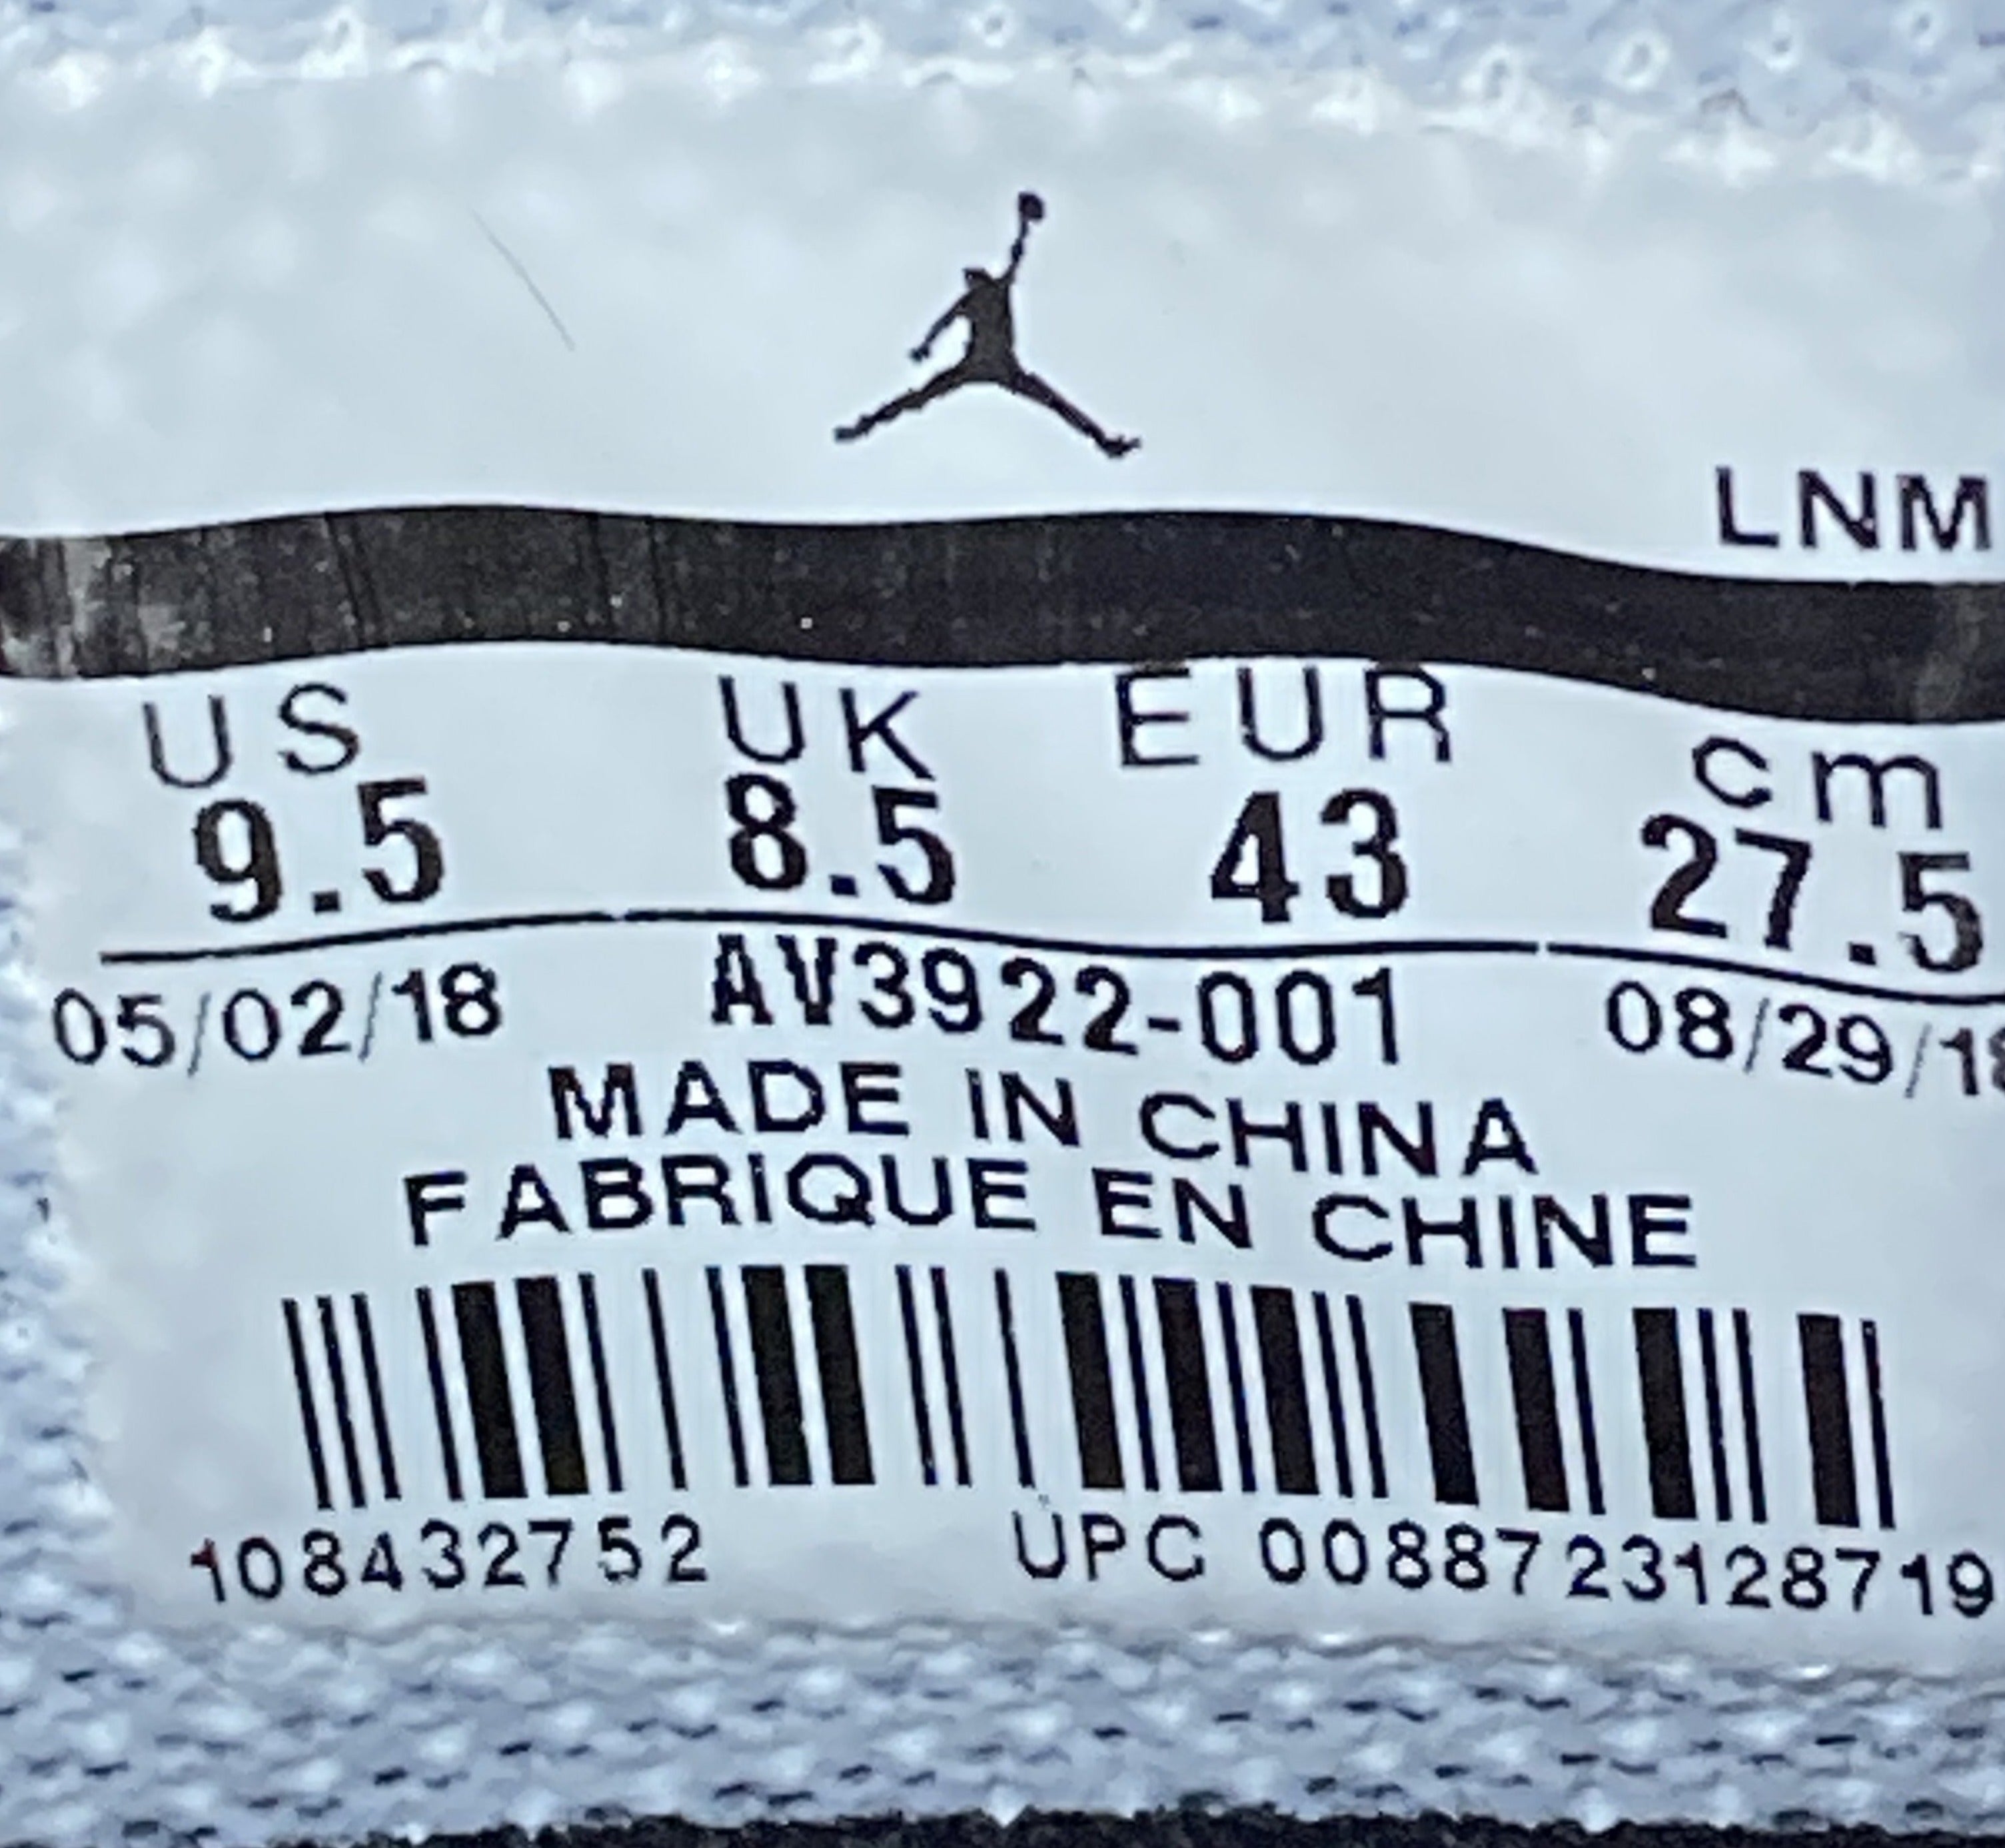 LNM
US UK EUR cm
9.5 8.5 43 27.5
05/02/18 AV3922-001 08/29/18
MADE IN CHINA
FABRIQUE EN CHINE
108432752 UPC 00887723128719